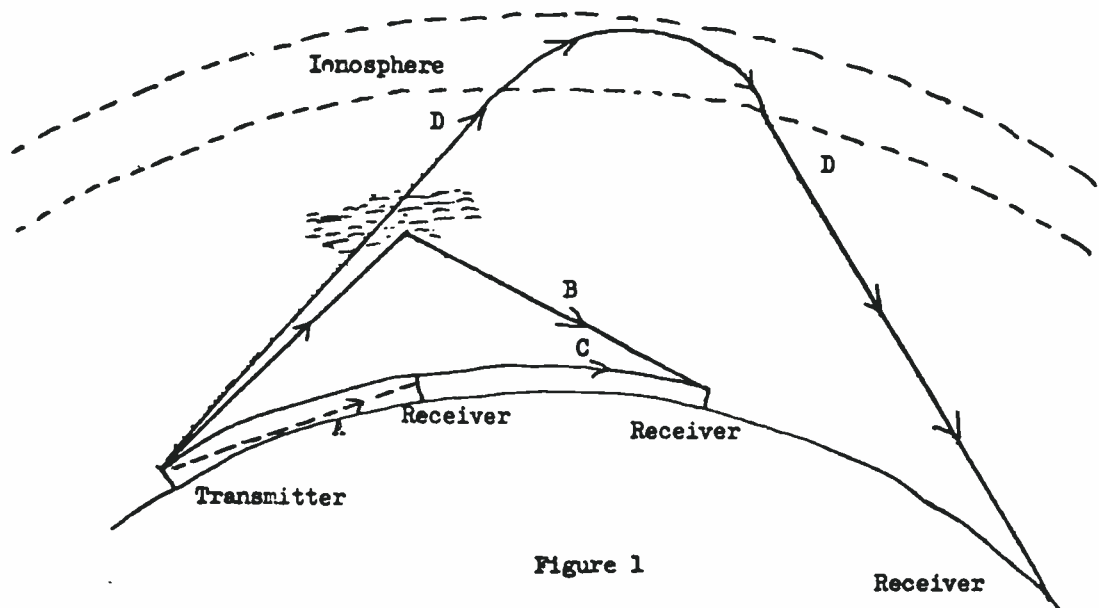 Ionosphere
D
D
B
C
A
Receiver
Receiver
Transmitter
Figure 1
Receiver